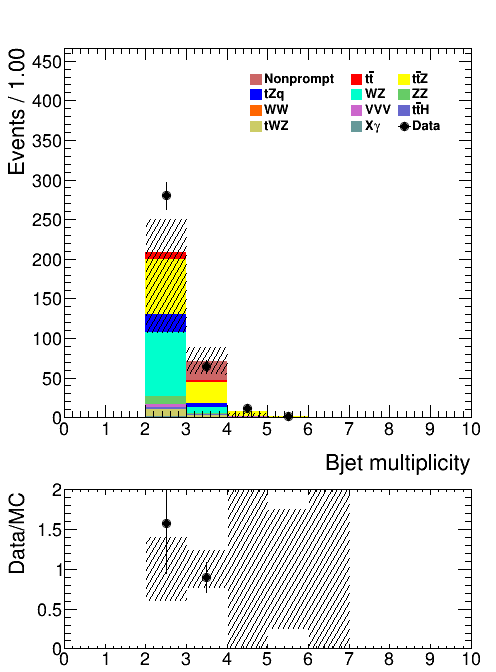 Events / 1.00
450
400
350
300
250
200
150
100
50
0
Nonprompt tt̄ tt̄Z
tZq WZ ZZ
WW VVV tt̄H
tWZ Xγ Data
0 1 2 3 4 5 6 7 8 9 10
Bjet multiplicity
Data/MC
2
1.5
1
0.5
0
0 1 2 3 4 5 6 7 8 9 10